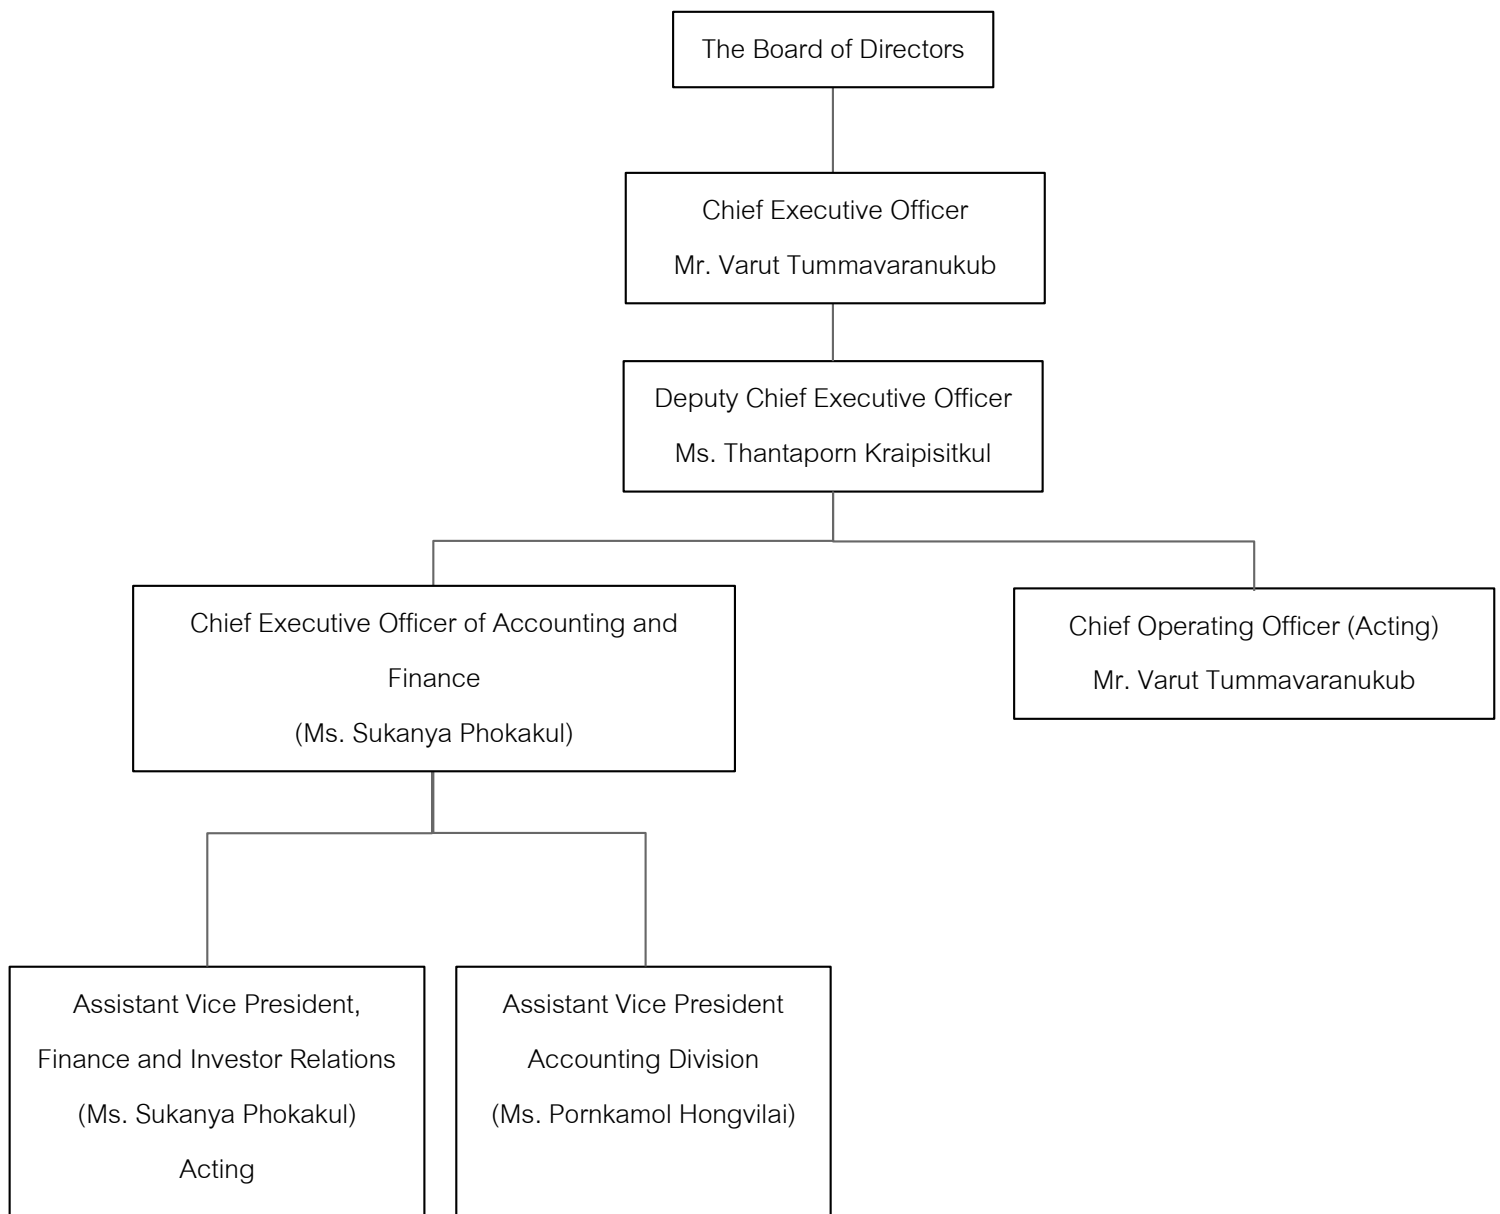 The Board of Directors
Chief Executive Officer
Mr. Varut Tummavaranukub
Deputy Chief Executive Officer
Ms. Thantaporn Kraipisitkul
Chief Executive Officer of Accounting and
Finance
(Ms. Sukanya Phokakul)
Chief Operating Officer (Acting)
Mr. Varut Tummavaranukub
Assistant Vice President,
Finance and Investor Relations
(Ms. Sukanya Phokakul)
Acting
Assistant Vice President
Accounting Division
(Ms. Pornkamol Hongvilai)